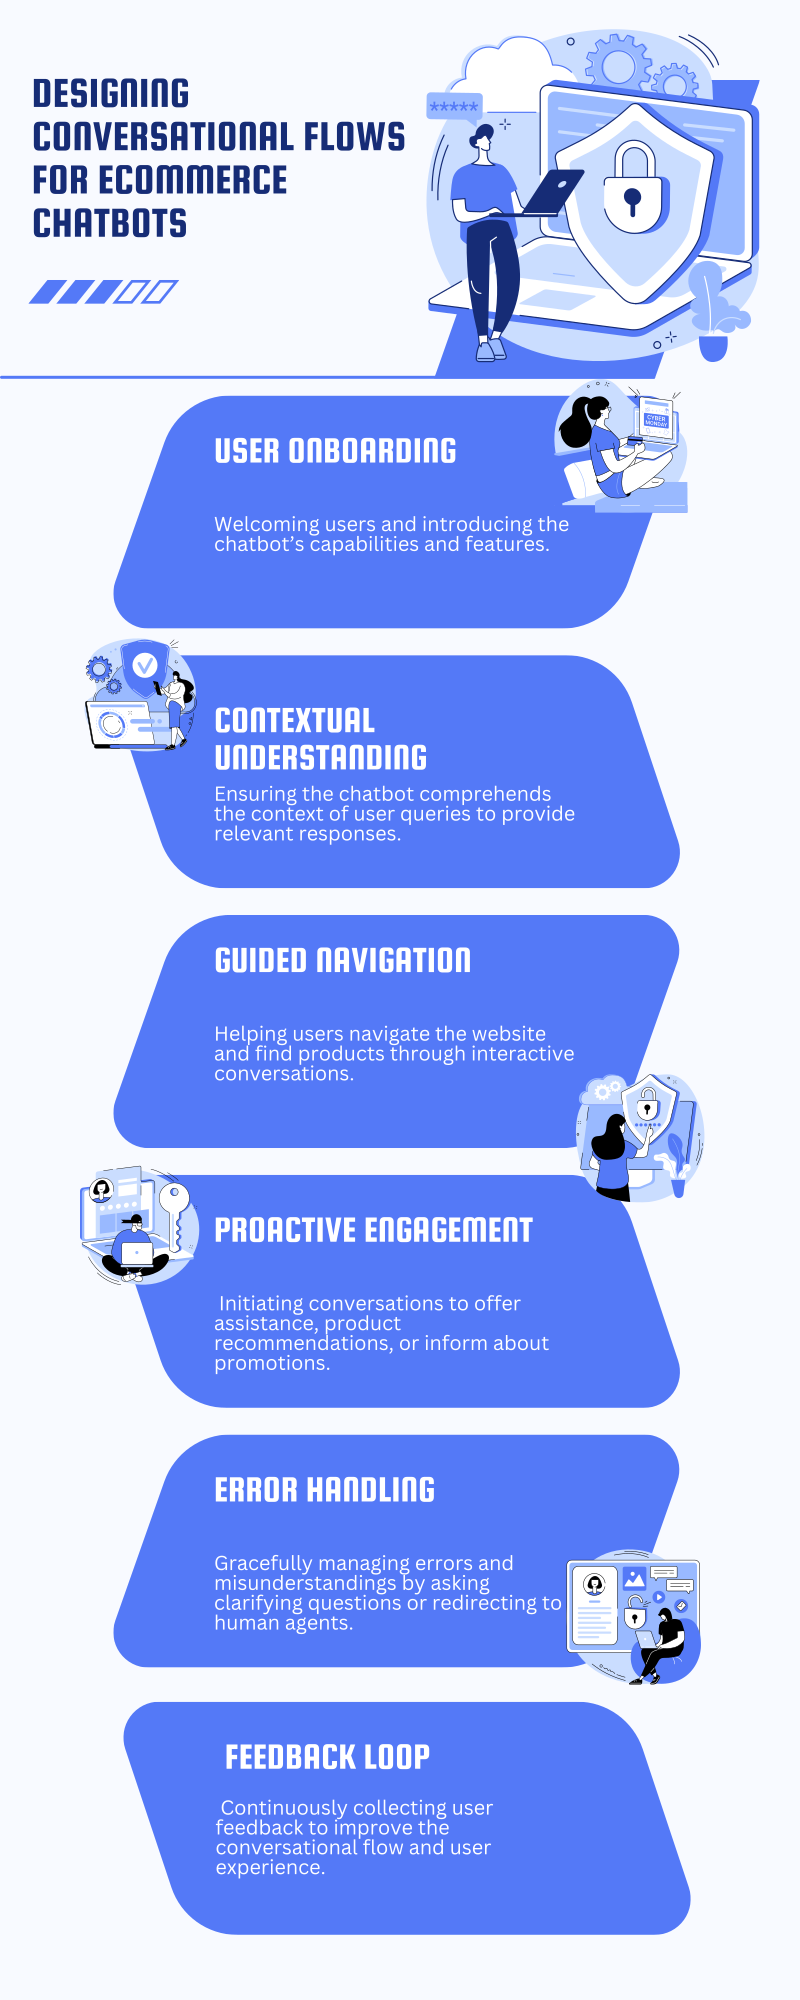 DESIGNING
CONVERSATIONAL FLOWS
FOR ECOMMERCE
CHATBOTS
*****
USER ONBOARDING
CYBER
MONDAY
Welcoming users and introducing the
chatbot’s capabilities and features.
CONTEXTUAL
UNDERSTANDING
Ensuring the chatbot comprehends
the context of user queries to provide
relevant responses.
GUIDED NAVIGATION
Helping users navigate the website
and find products through interactive
conversations.
PROACTIVE ENGAGEMENT
Initiating conversations to offer
assistance, product
recommendations, or inform about
promotions.
ERROR HANDLING
Gracefully managing errors and
misunderstandings by asking
clarifying questions or redirecting to
human agents.
FEEDBACK LOOP
Continuously collecting user
feedback to improve the
conversational flow and user
experience.